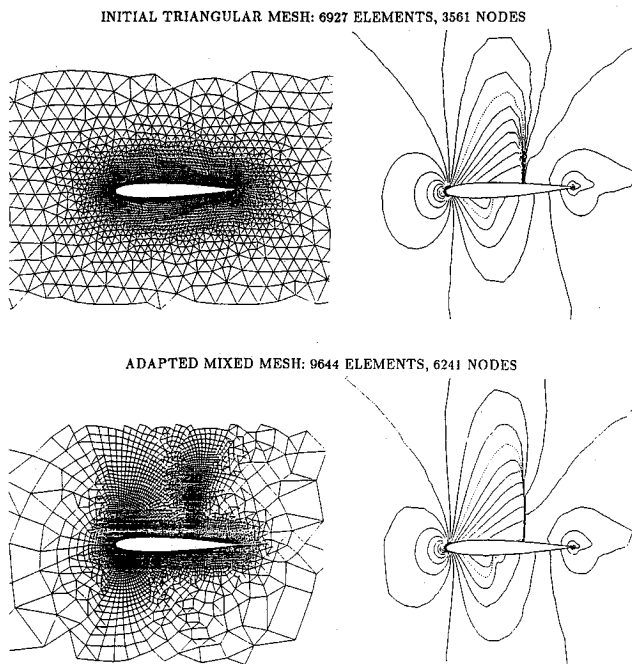 INITIAL TRIANGULAR MESH: 6927 ELEMENTS, 3561 NODES
ADAPTED MIXED MESH: 9644 ELEMENTS, 6241 NODES